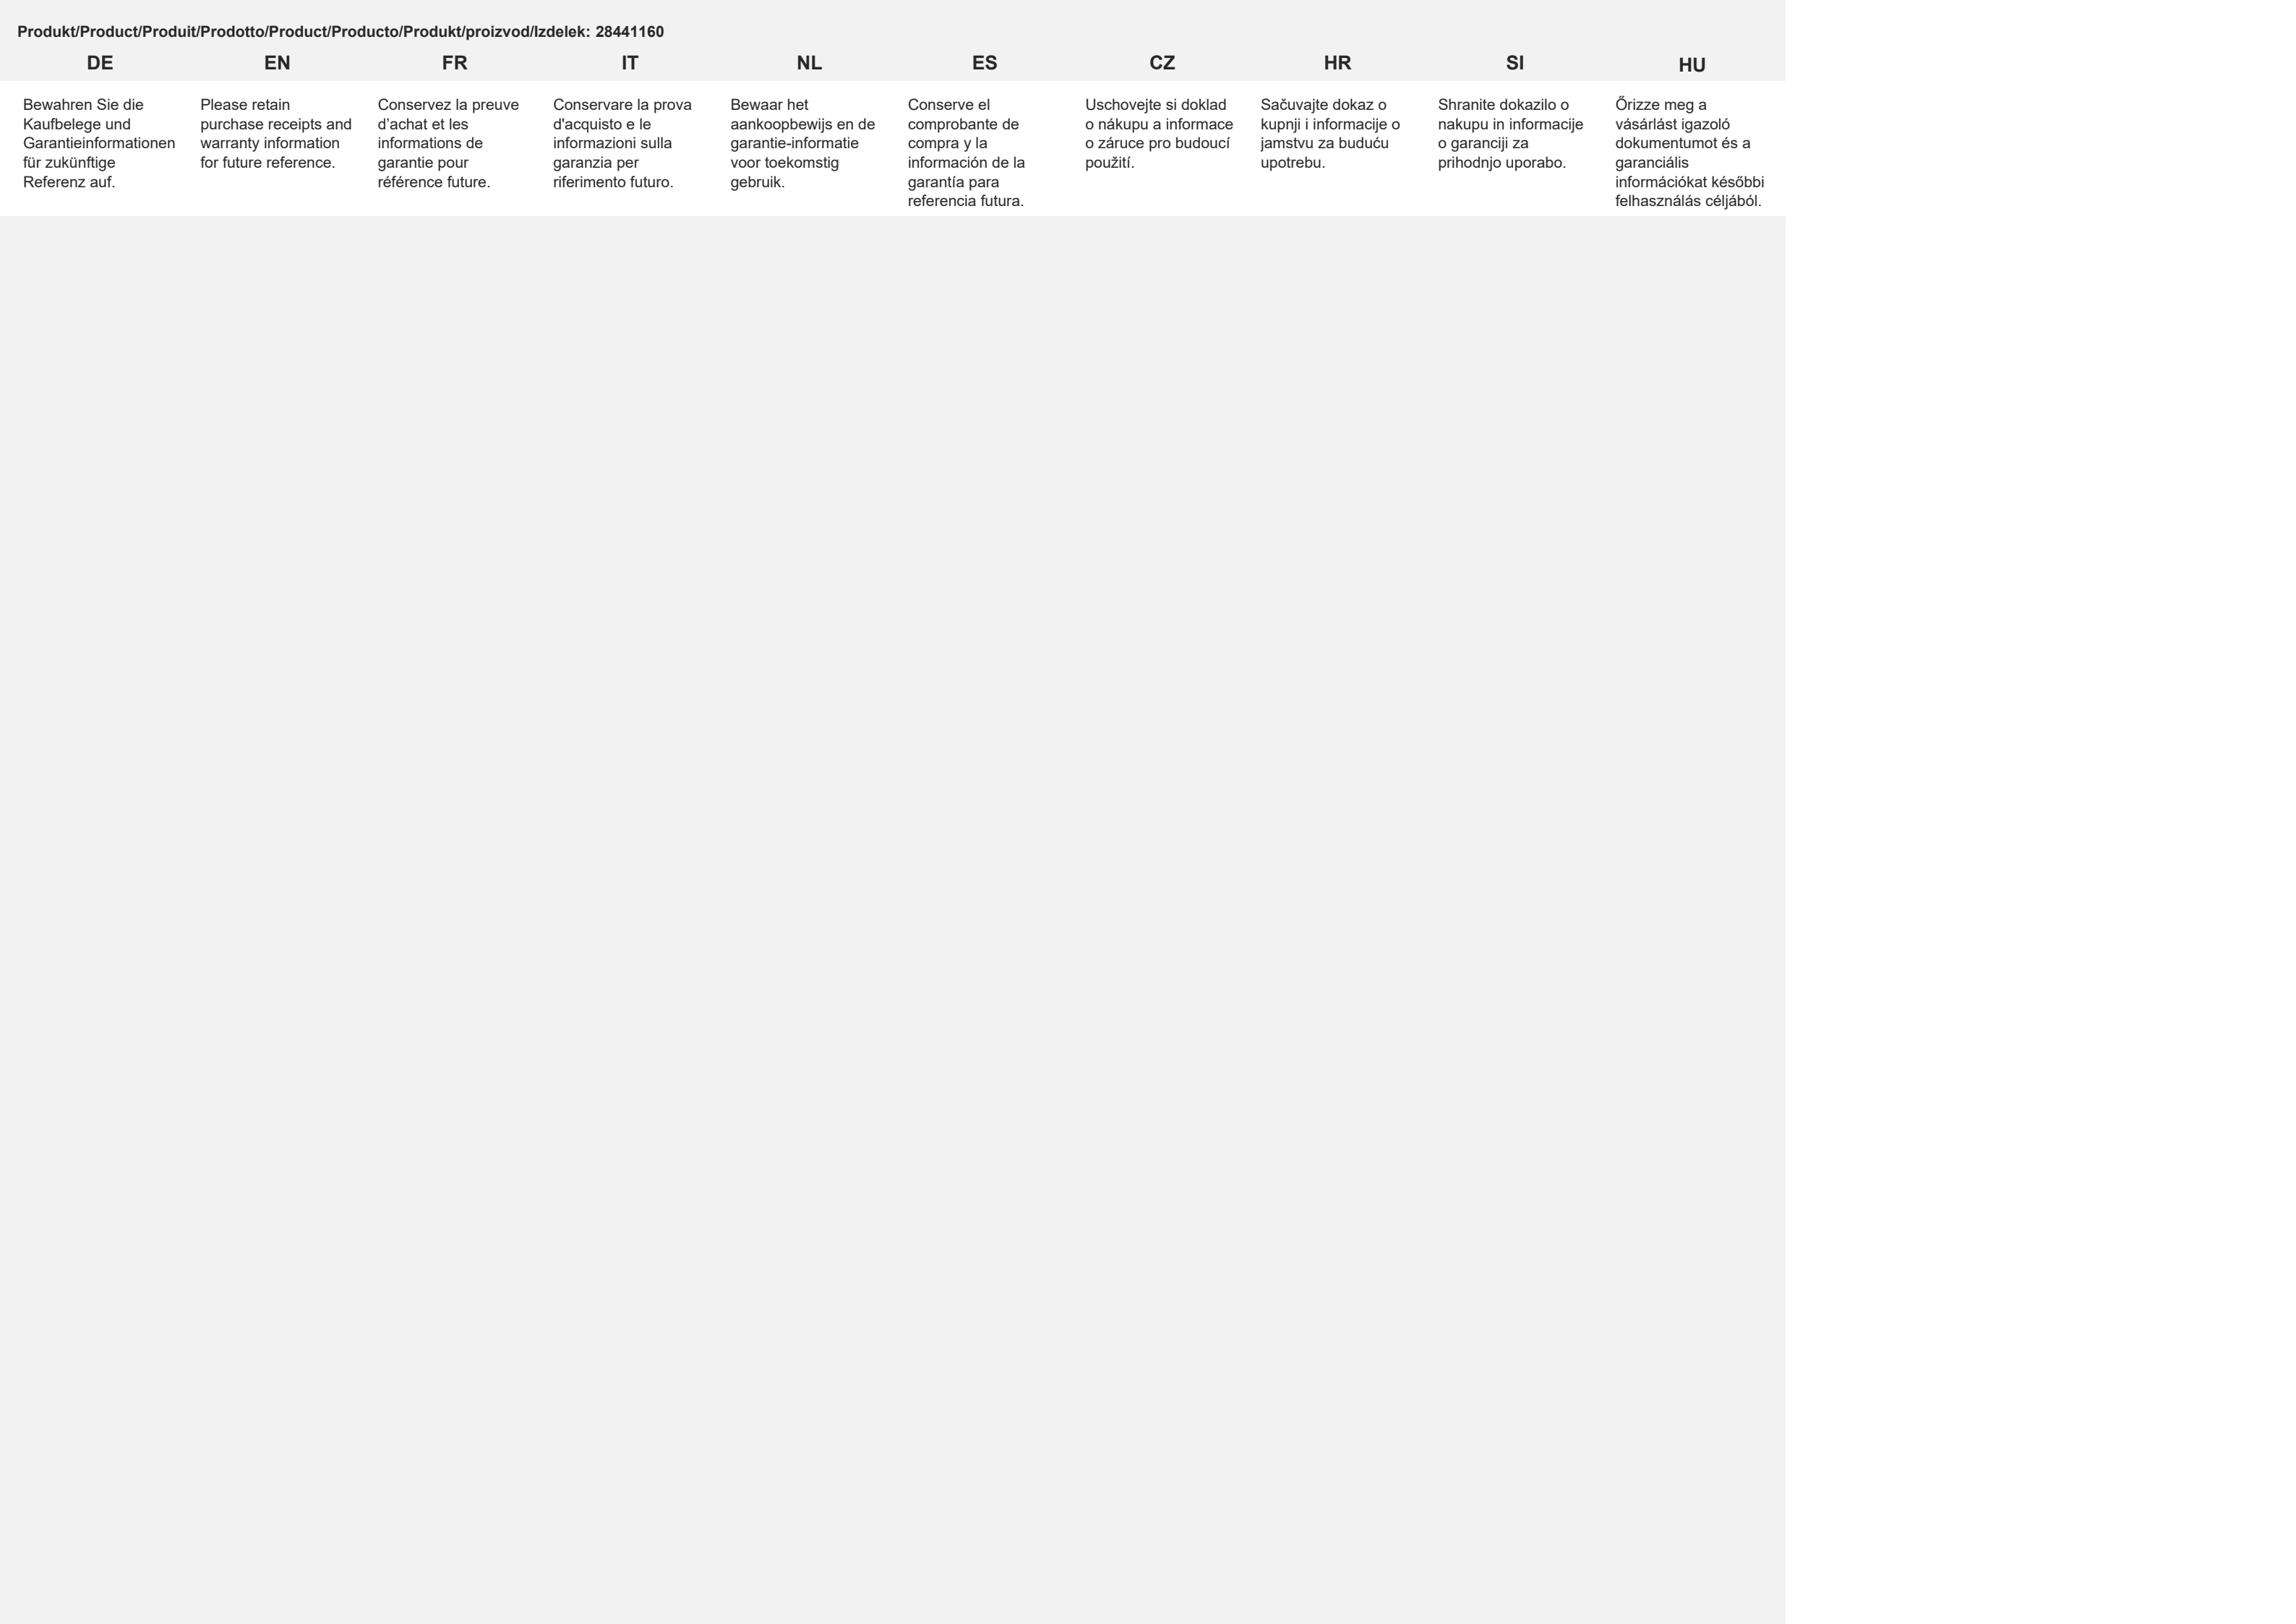 Produkt/Product/Produit/Prodotto/Product/Producto/Produkt/proizvod/Izdelek: 28441160
DE
EN
FR
IT
NL
ES
CZ
HR
SI
HU
Bewahren Sie die
Kaufbelege und
Garantieinformationen
für zukünftige
Referenz auf.
Please retain
purchase receipts and
warranty information
for future reference.
Conservez la preuve
d’achat et les
informations de
garantie pour
référence future.
Conservare la prova
d'acquisto e le
informazioni sulla
garanzia per
riferimento futuro.
Bewaar het
aankoopbewijs en de
garantie-informatie
voor toekomstig
gebruik.
Conserve el
comprobante de
compra y la
información de la
garantía para
referencia futura.
Uschovejte si doklad
o nákupu a informace
o záruce pro budoucí
použití.
Sačuvajte dokaz o
kupnji i informacije o
jamstvu za buduću
upotrebu.
Shranite dokazilo o
nakupu in informacije
o garanciji za
prihodnjo uporabo.
Őrizze meg a
vásárlást igazoló
dokumentumot és a
garanciális
információkat későbbi
felhasználás céljából.